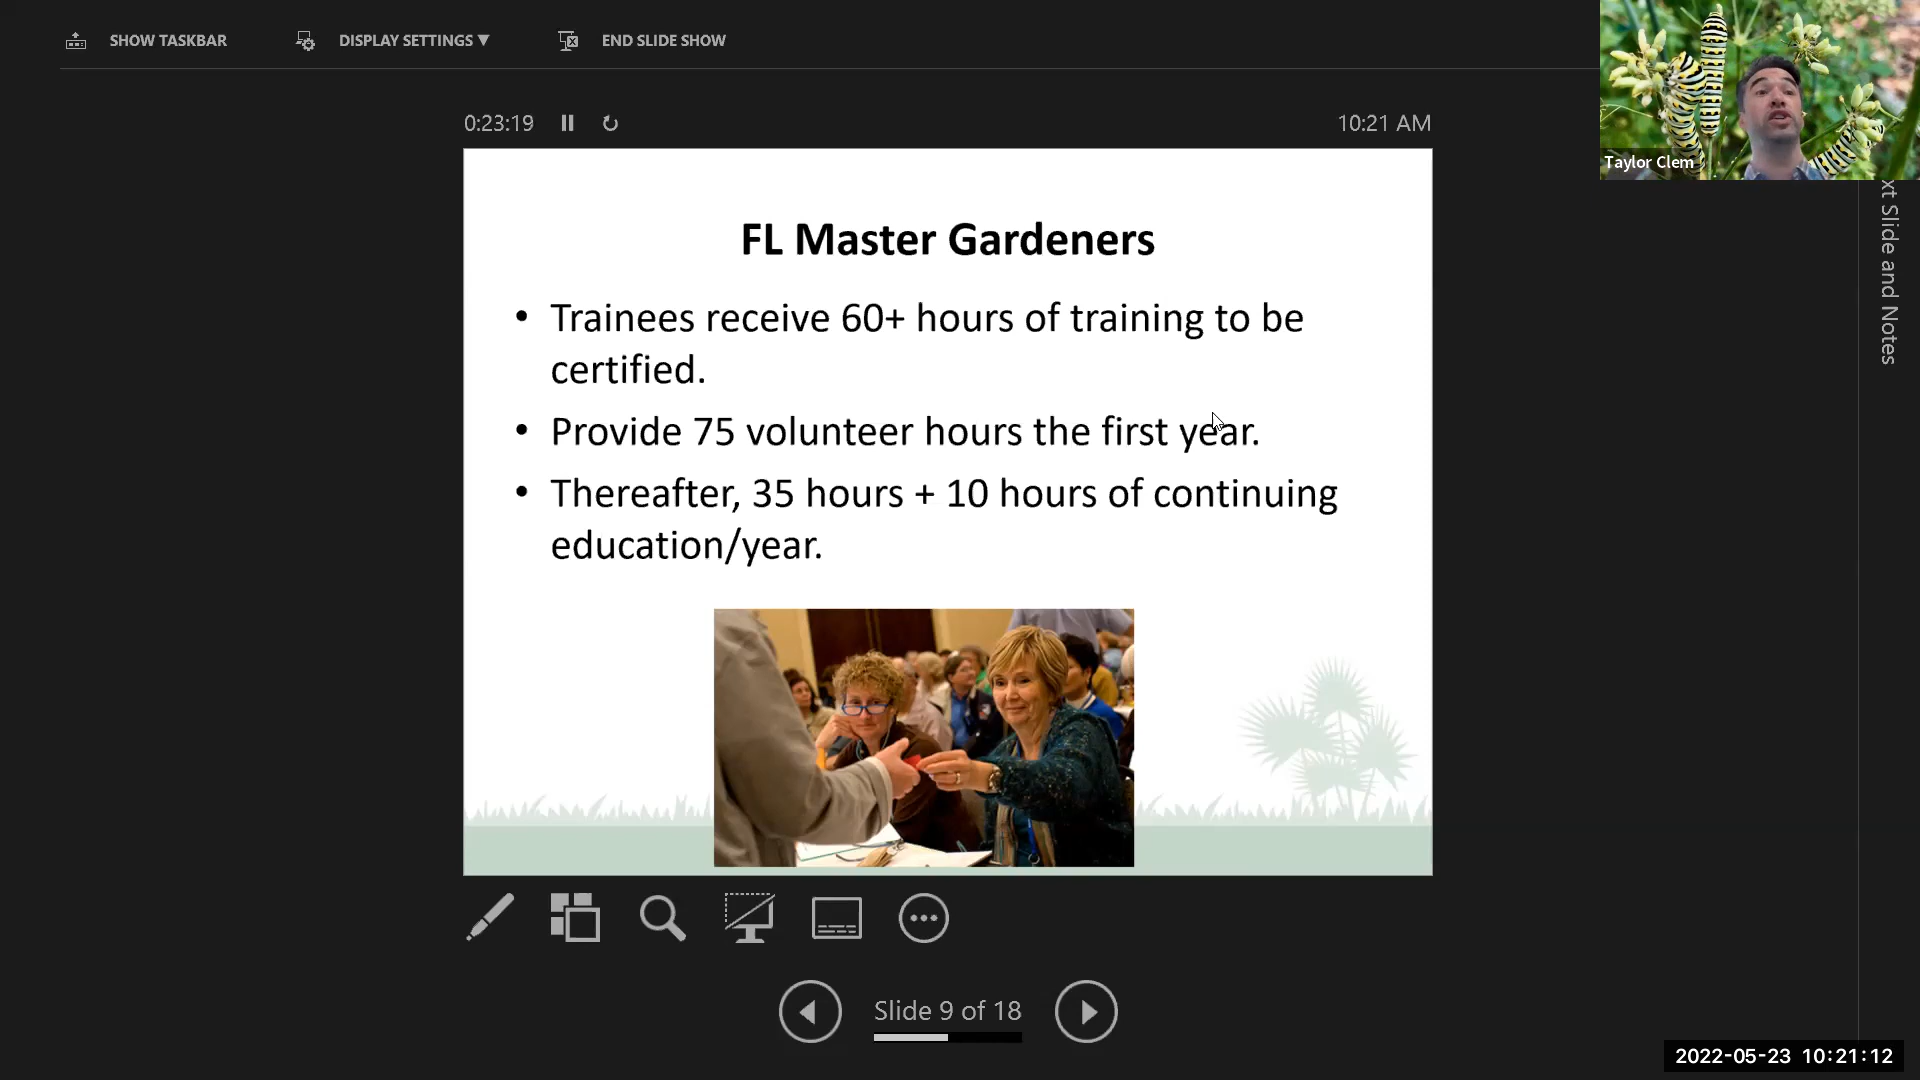 SHOW TASKBAR
DISPLAY SETTINGS ▼
END SLIDE SHOW
0:23:19
10:21 AM
Taylor Clem
FL Master Gardeners
• Trainees receive 60+ hours of training to be
certified.
• Provide 75 volunteer hours the first year.
• Thereafter, 35 hours + 10 hours of continuing
education/year.
xt Slide and Notes
Slide 9 of 18
2022-05-23 10:21:12